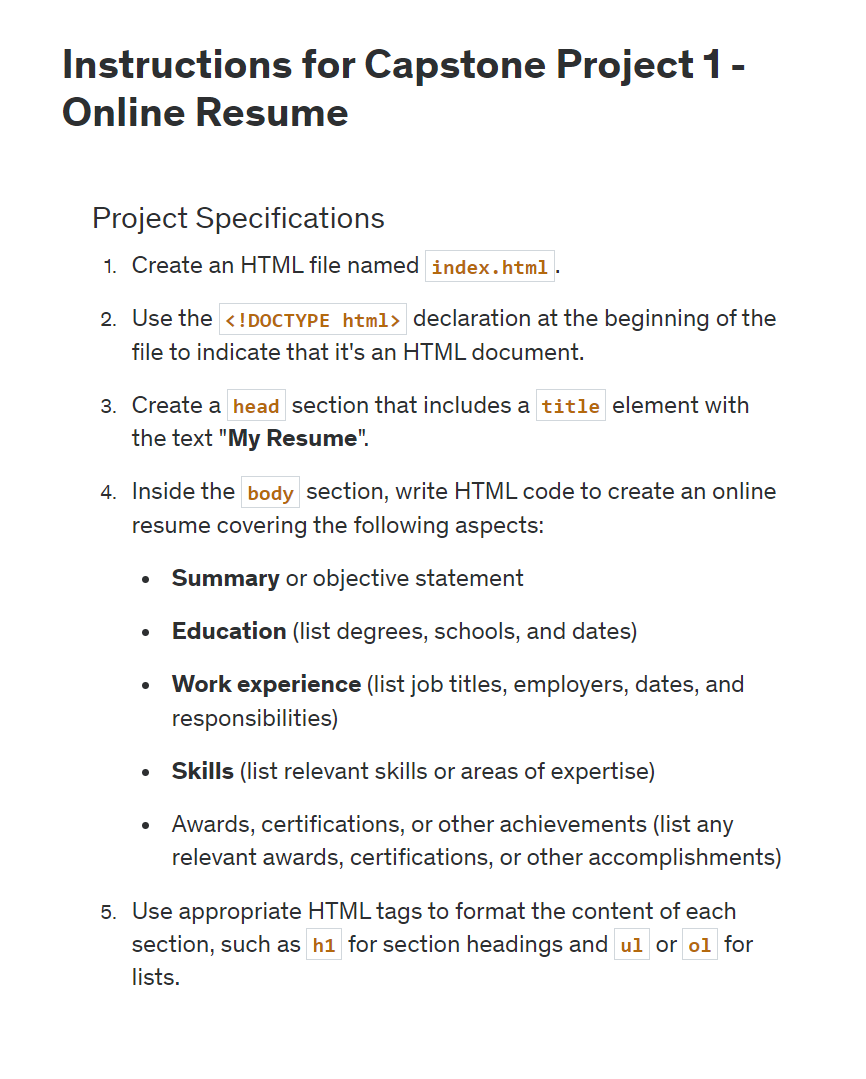 Instructions for Capstone Project 1 -
Online Resume
Project Specifications
1. Create an HTML file named index.html.
2. Use the <!DOCTYPE html> declaration at the beginning of the
file to indicate that it's an HTML document.
3. Create a head section that includes a title element with
the text "My Resume".
4. Inside the body section, write HTML code to create an online
resume covering the following aspects:
• Summary or objective statement
• Education (list degrees, schools, and dates)
• Work experience (list job titles, employers, dates, and
responsibilities)
• Skills (list relevant skills or areas of expertise)
• Awards, certifications, or other achievements (list any
relevant awards, certifications, or other accomplishments)
5. Use appropriate HTML tags to format the content of each
section, such as h1 for section headings and ul or ol for
lists.